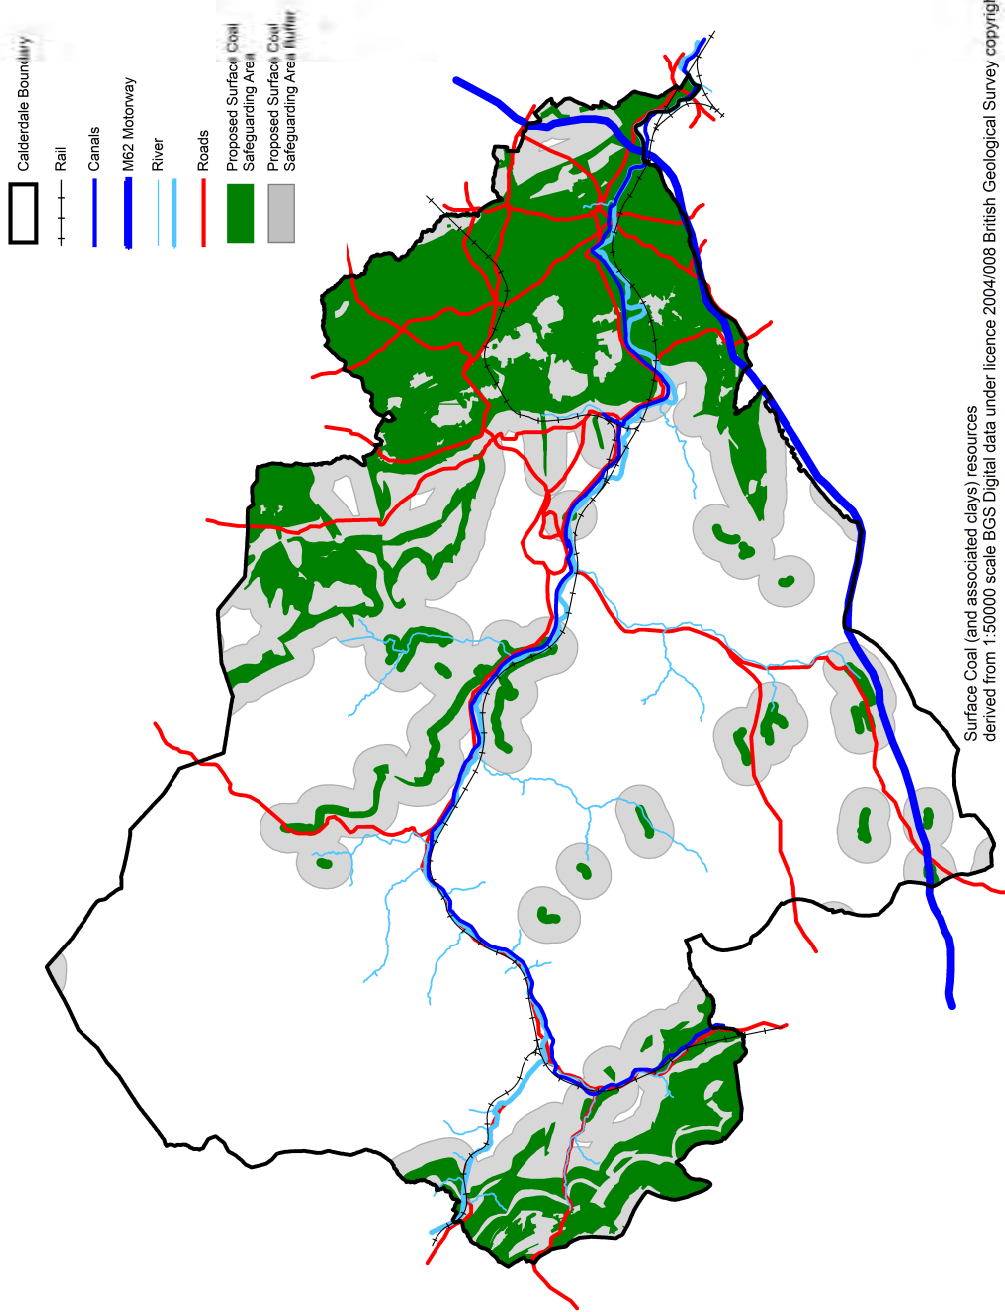 Calderdale Boundary
Rail
Canals
M62 Motorway
River
Roads
Proposed Surface Coal
Safeguarding Area
Proposed Surface Coal
Safeguarding Area Buffer
Surface Coal (and associated clays) resources
derived from 1:50000 scale BGS Digital data under licence 2004/008 British Geological Survey copyright